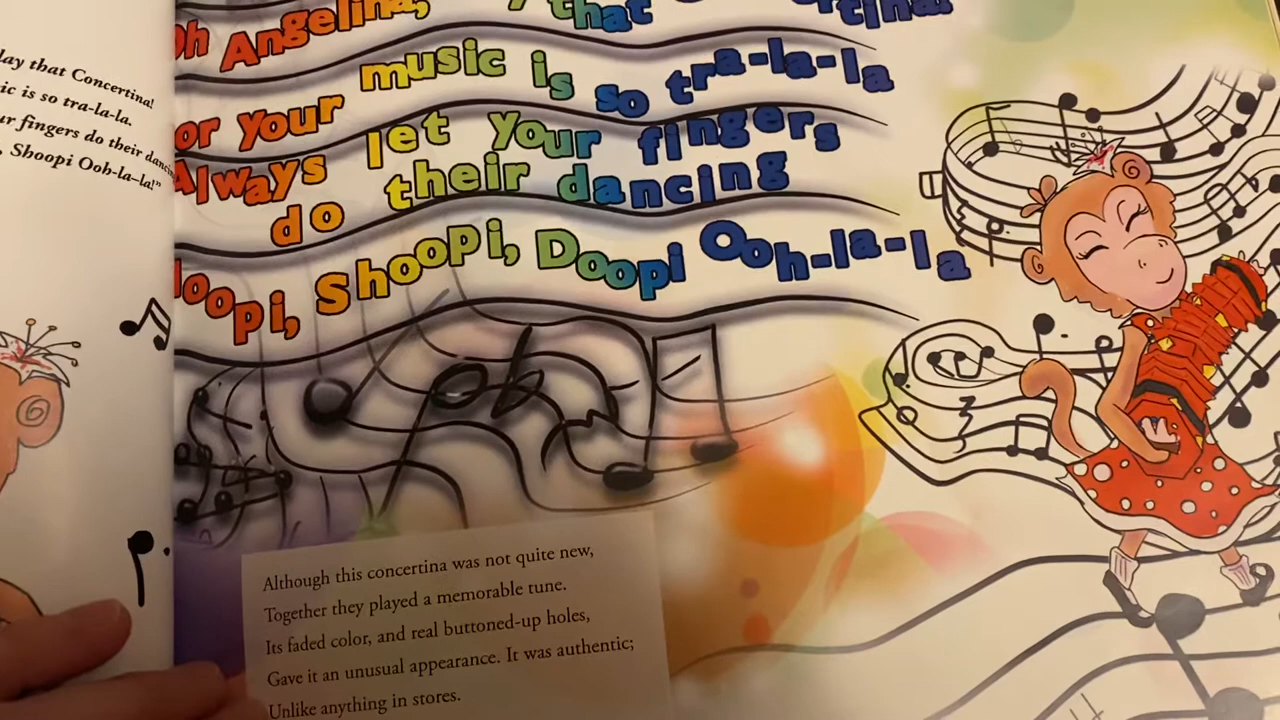 lay that Concertina!
ic is so tra-la-la.
ur fingers do their dancing
, Shoopi Ooh-la-la!"
Oh Angelina, that
or your music is so tra-la-la
Always let your fingers
do their dancing
loopi, Shoopi, Doopi Ooh-la-la
Although this concertina was not quite new,
Together they played a memorable tune.
Its faded color, and real buttoned-up holes,
Gave it an unusual appearance. It was authentic;
Unlike anything in stores.